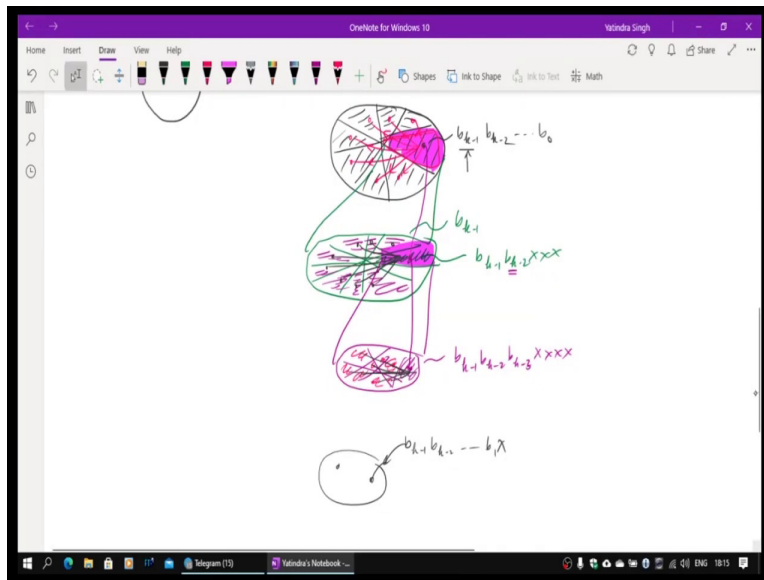 OneNote for Windows 10
Yatindra Singh
Home Insert Draw View Help
Share
Shapes Ink to Shape Ink to Text Math
b_{k-1} b_{k-2} --- b_0
b_{k-1}
b_{k-1} b_{k-2} x x x
b_{k-1} b_{k-2} b_{k-3} x x x x
b_{k-1} b_{k-2} --- b_1 x
Telegram (15) Yatindra's Notebook -... ENG 18:15